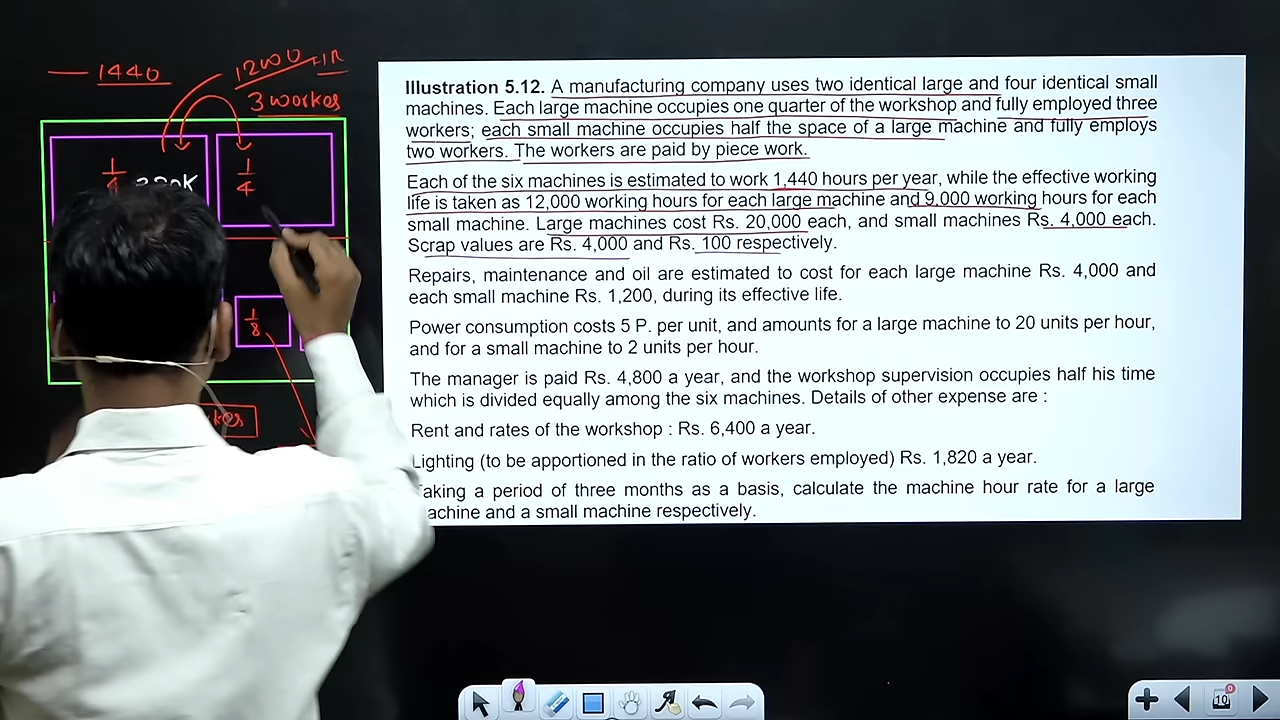 1440
12000 HR
3 workes
1/4
1/4
1/8
Illustration 5.12. A manufacturing company uses two identical large and four identical small
machines. Each large machine occupies one quarter of the workshop and fully employed three
workers; each small machine occupies half the space of a large machine and fully employs
two workers. The workers are paid by piece work.
Each of the six machines is estimated to work 1,440 hours per year, while the effective working
life is taken as 12,000 working hours for each large machine and 9,000 working hours for each
small machine. Large machines cost Rs. 20,000 each, and small machines Rs. 4,000 each.
Scrap values are Rs. 4,000 and Rs. 100 respectively.
Repairs, maintenance and oil are estimated to cost for each large machine Rs. 4,000 and
each small machine Rs. 1,200, during its effective life.
Power consumption costs 5 P. per unit, and amounts for a large machine to 20 units per hour,
and for a small machine to 2 units per hour.
The manager is paid Rs. 4,800 a year, and the workshop supervision occupies half his time
which is divided equally among the six machines. Details of other expense are :
Rent and rates of the workshop : Rs. 6,400 a year.
Lighting (to be apportioned in the ratio of workers employed) Rs. 1,820 a year.
aking a period of three months as a basis, calculate the machine hour rate for a large
achine and a small machine respectively.
10
0